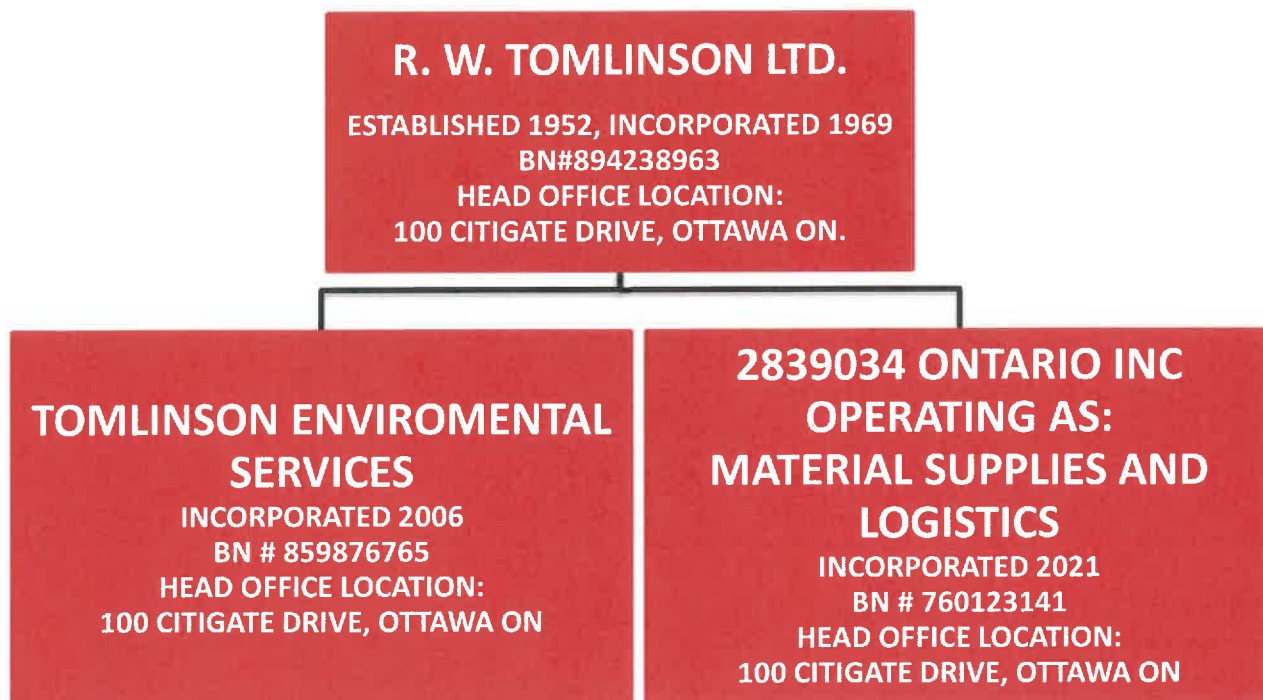 R. W. TOMLINSON LTD.
ESTABLISHED 1952, INCORPORATED 1969
BN#894238963
HEAD OFFICE LOCATION:
100 CITIGATE DRIVE, OTTAWA ON.
TOMLINSON ENVIROMENTAL
SERVICES
INCORPORATED 2006
BN # 859876765
HEAD OFFICE LOCATION:
100 CITIGATE DRIVE, OTTAWA ON
2839034 ONTARIO INC
OPERATING AS:
MATERIAL SUPPLIES AND
LOGISTICS
INCORPORATED 2021
BN # 760123141
HEAD OFFICE LOCATION:
100 CITIGATE DRIVE, OTTAWA ON